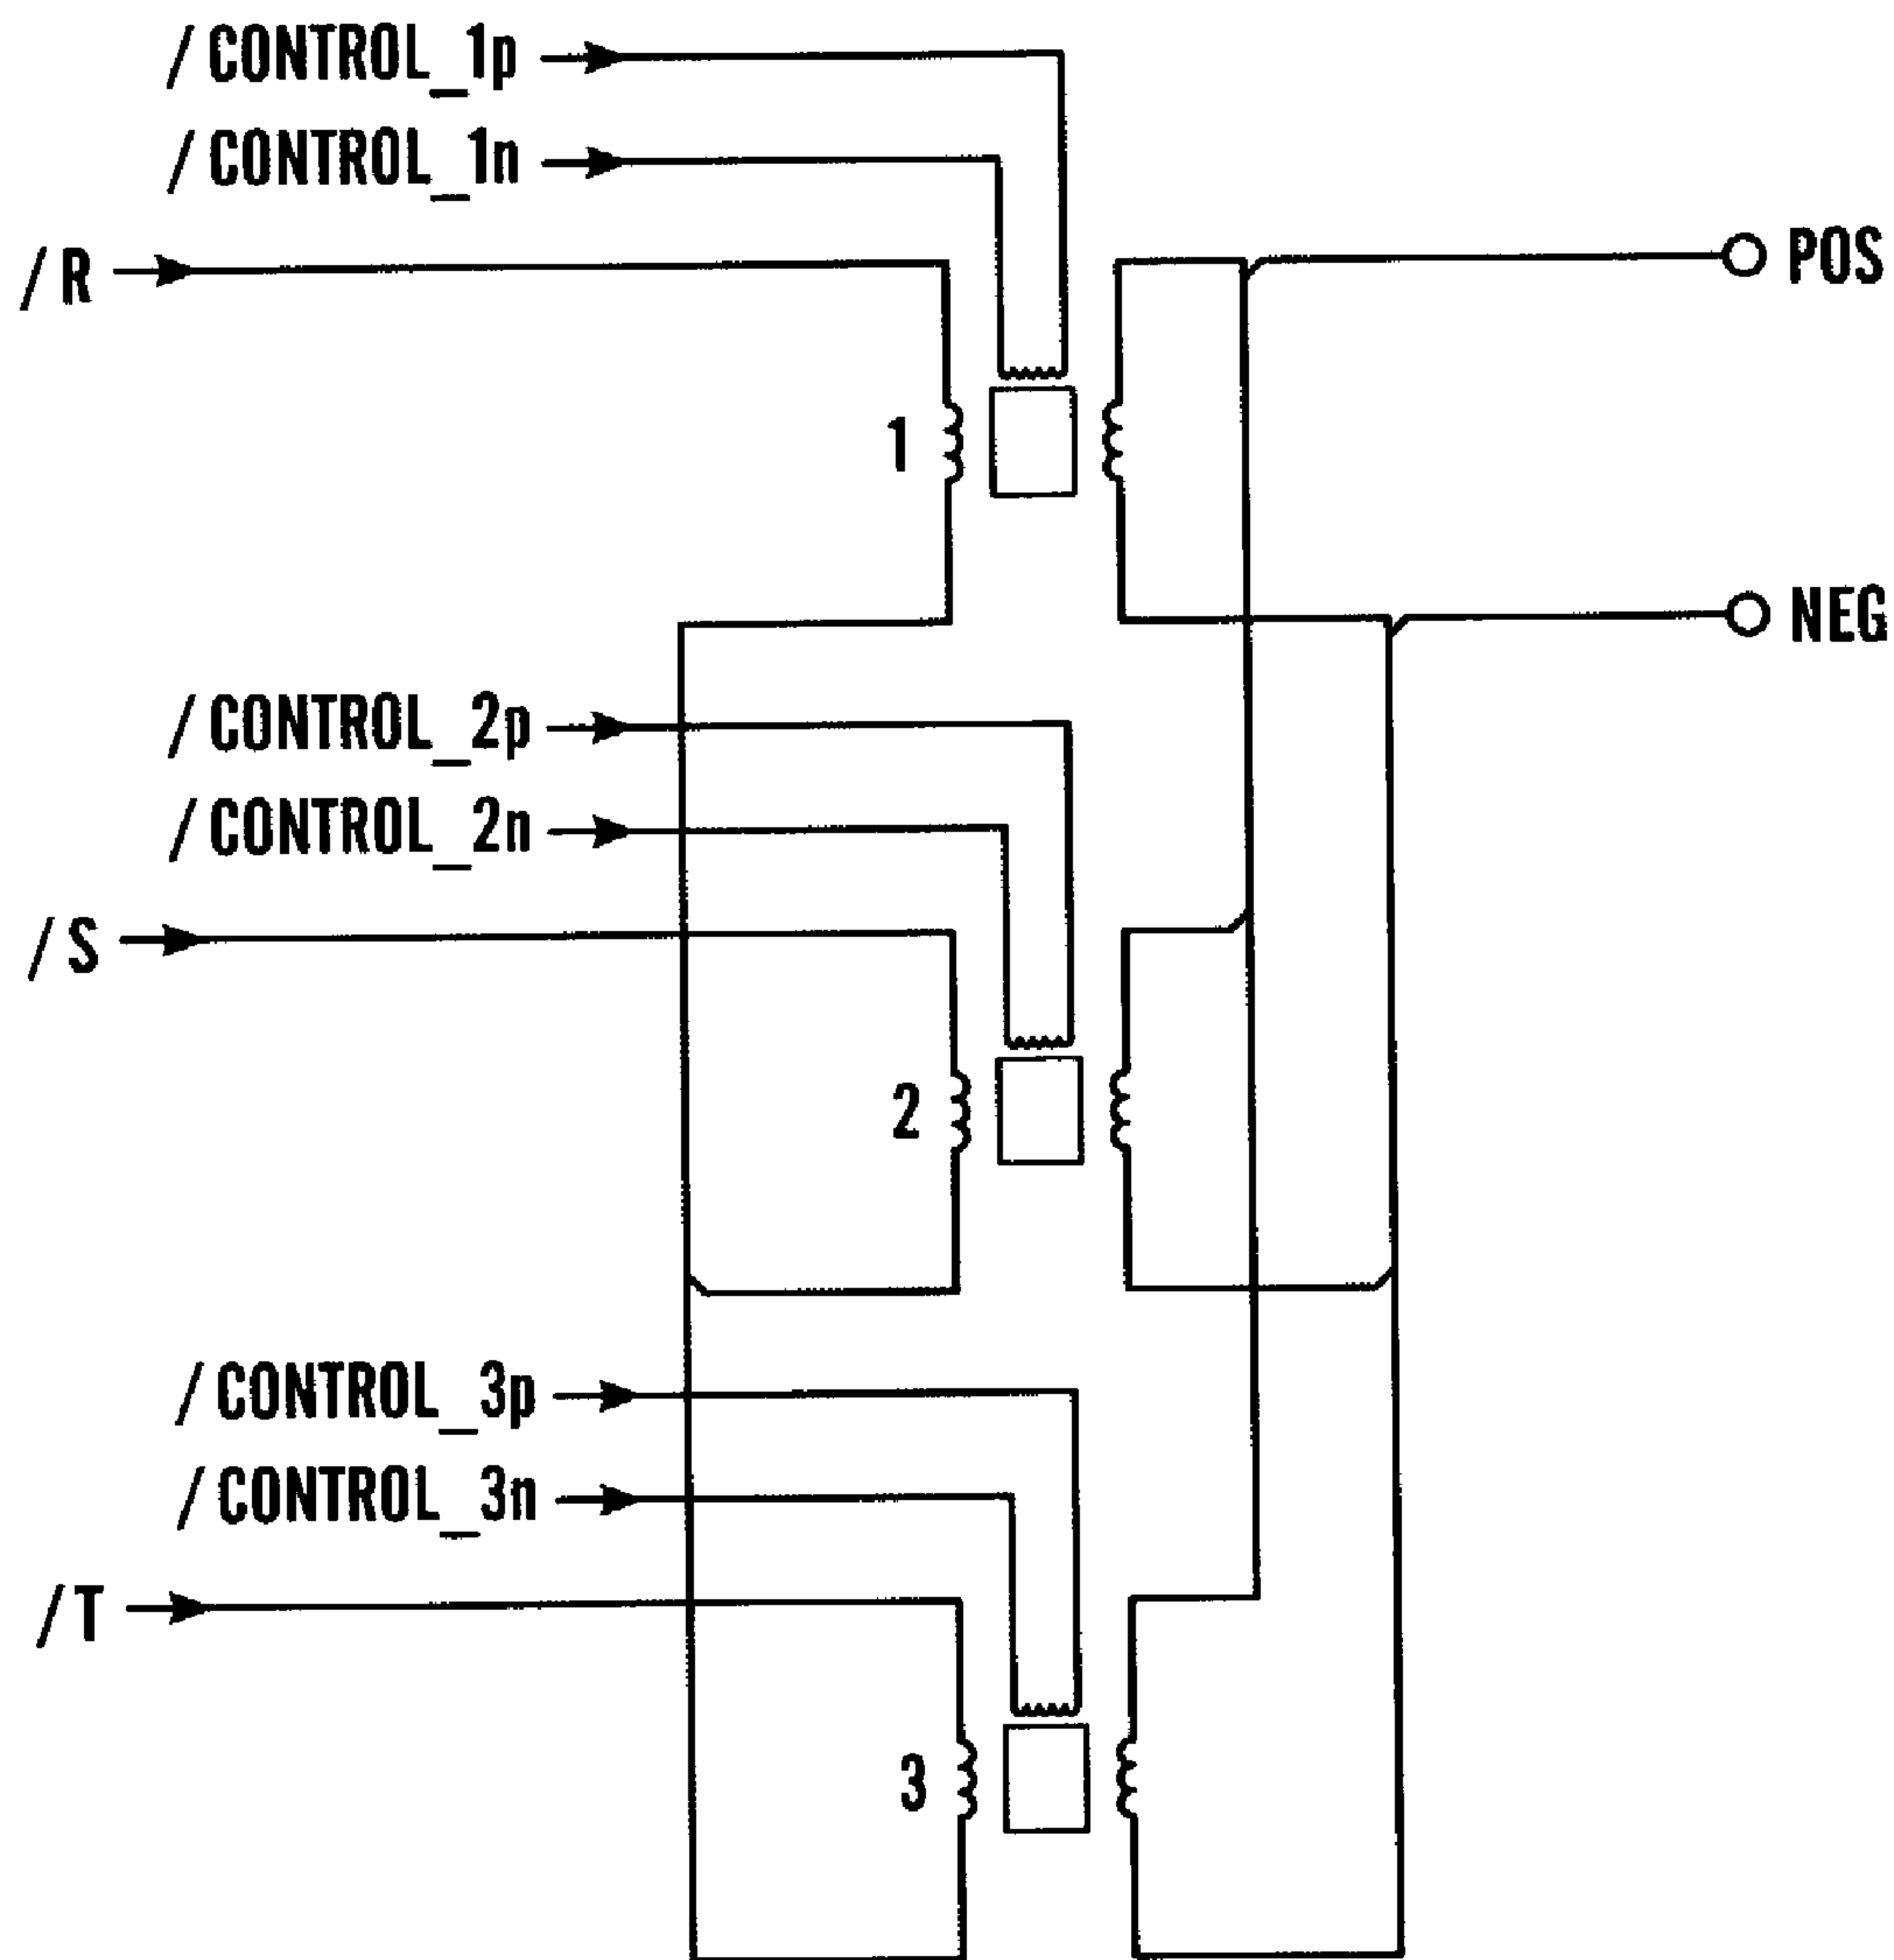 /CONTROL_1p
/CONTROL_1n
/R
POS
1
NEG
/CONTROL_2p
/CONTROL_2n
/S
2
/CONTROL_3p
/CONTROL_3n
/T
3